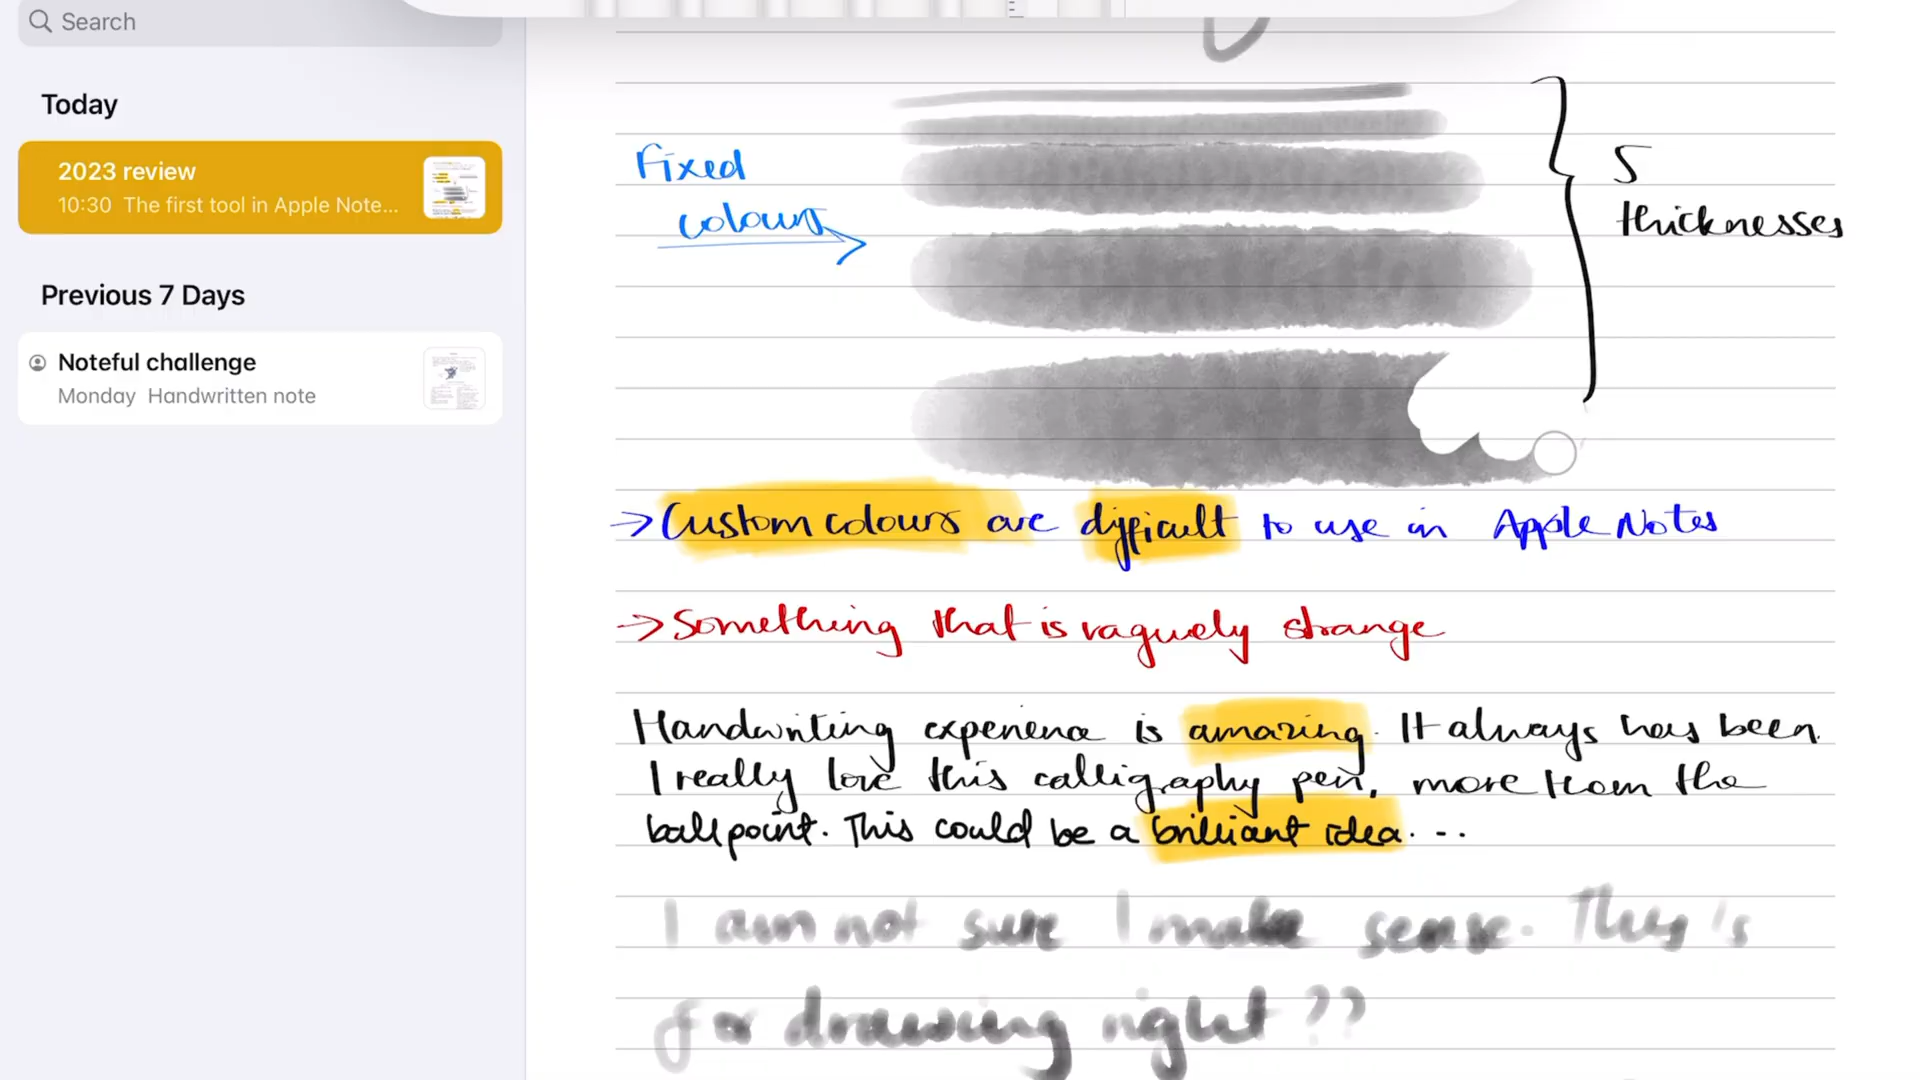 Search
Today
2023 review
10:30 The first tool in Apple Note...
Previous 7 Days
Noteful challenge
Monday Handwritten note
Fixed
colours
5
thicknesses
→ Custom colours are difficult to use in Apple Notes
→ Something that is vaguely strange
Handwriting experience is amazing. It always has been.
I really love this calligraphy pen, more than the
ballpoint. This could be a brilliant idea...
I am not sure I make sense. This is
for drawing right??